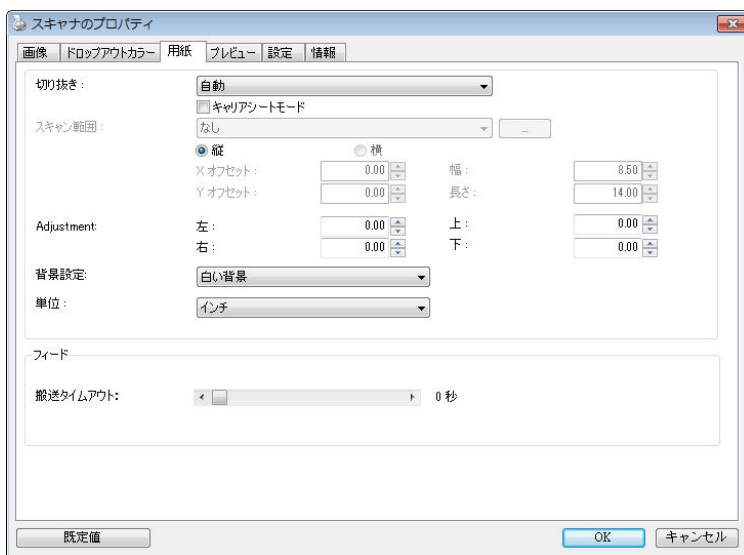 スキャナのプロパティ
画像 ドロップアウトカラー 用紙 プレビュー 設定 情報
切り抜き: 自動
キャリアシートモード
スキャン範囲: なし ...
縦 横
X オフセット: 0.00 幅: 8.50
Y オフセット: 0.00 長さ: 14.00
Adjustment: 左: 0.00 上: 0.00
右: 0.00 下: 0.00
背景設定: 白い背景
単位: インチ
フィード
搬送タイムアウト: 0 秒
既定値 OK キャンセル